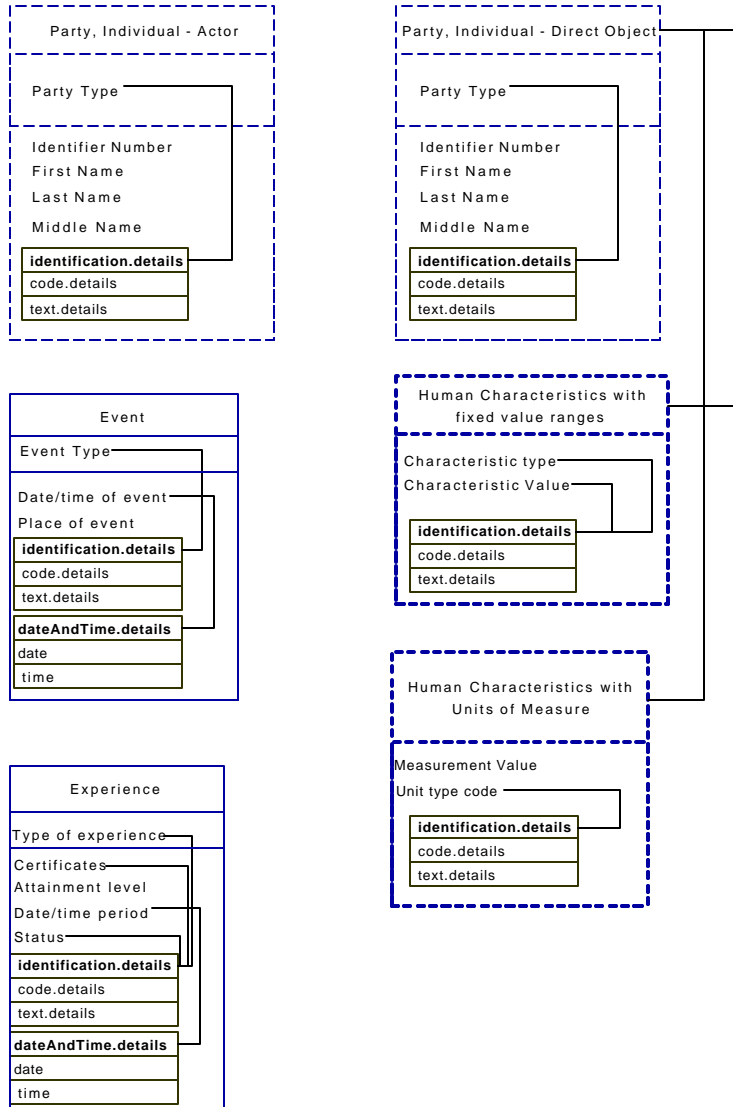 Party, Individual - Actor
Party Type
Identifier Number
First Name
Last Name
Middle Name
identification.details
code.details
text.details
Party, Individual - Direct Object
Party Type
Identifier Number
First Name
Last Name
Middle Name
identification.details
code.details
text.details
Event
Event Type
Date/time of event
Place of event
identification.details
code.details
text.details
dateAndTime.details
date
time
Human Characteristics with
fixed value ranges
Characteristic type
Characteristic Value
identification.details
code.details
text.details
Human Characteristics with
Units of Measure
Measurement Value
Unit type code
identification.details
code.details
text.details
Experience
Type of experience
Certificates
Attainment level
Date/time period
Status
identification.details
code.details
text.details
dateAndTime.details
date
time